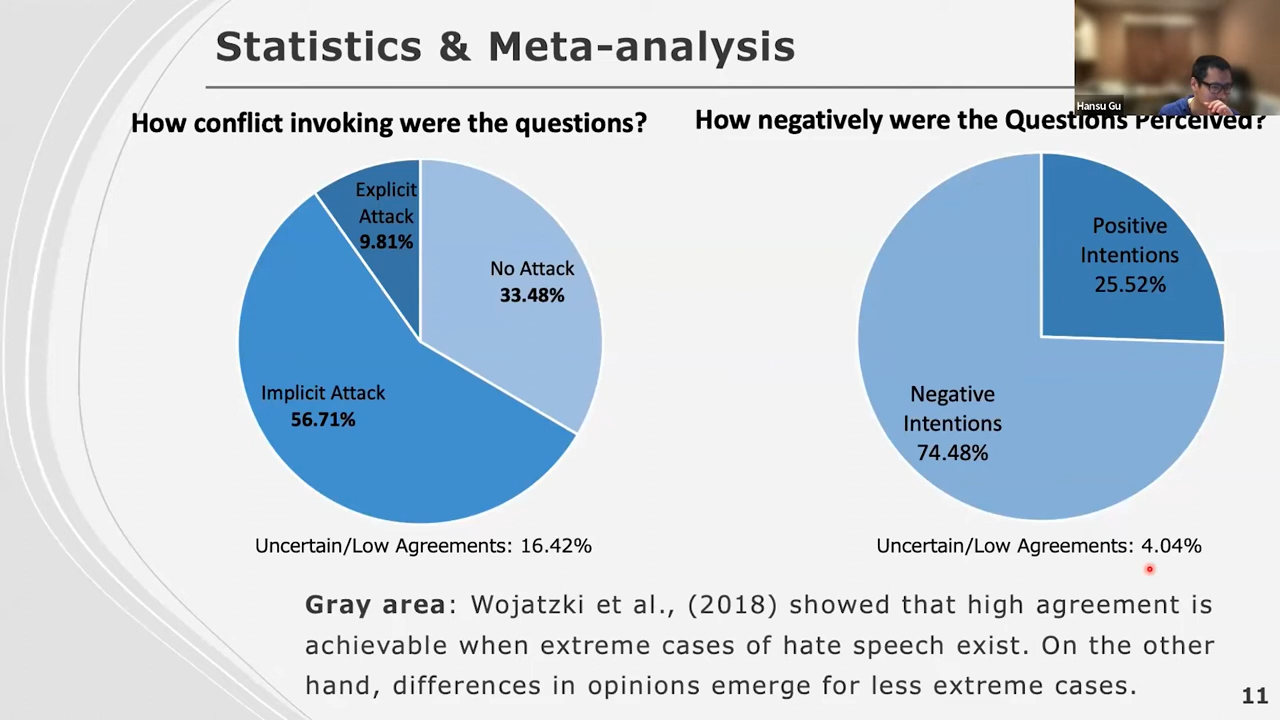 Statistics & Meta-analysis
Hansu Gu
How conflict invoking were the questions?
How negatively were the Questions Perceived?
Explicit
Attack
9.81%
No Attack
33.48%
Implicit Attack
56.71%
Positive
Intentions
25.52%
Negative
Intentions
74.48%
Uncertain/Low Agreements: 16.42%
Uncertain/Low Agreements: 4.04%
Gray area: Wojatzki et al., (2018) showed that high agreement is
achievable when extreme cases of hate speech exist. On the other
hand, differences in opinions emerge for less extreme cases.
11